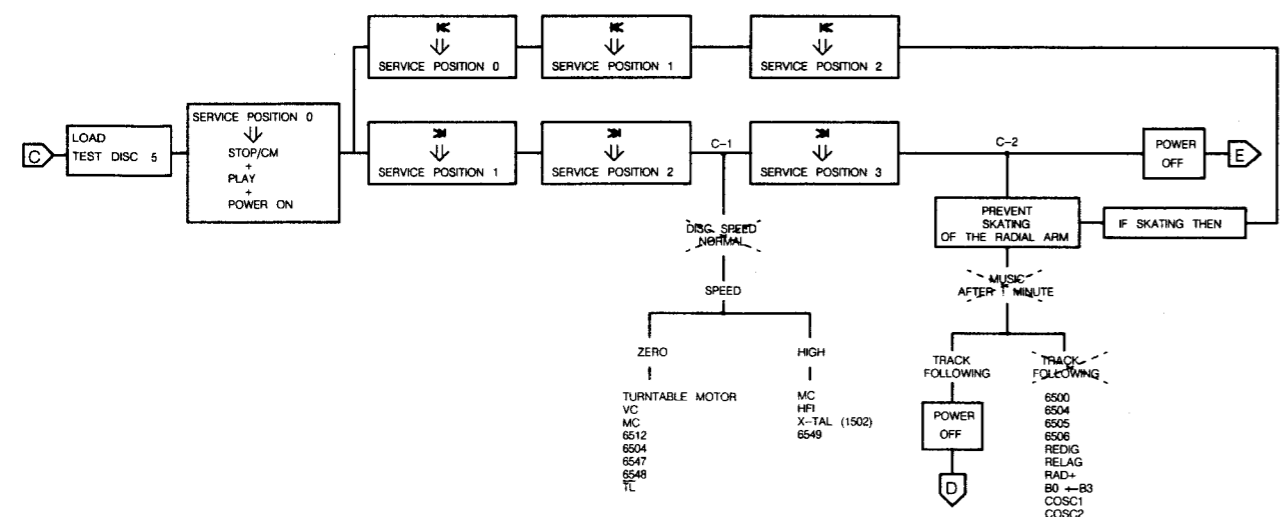 SERVICE POSITION 0
SERVICE POSITION 1
SERVICE POSITION 2
C
LOAD
TEST DISC 5
SERVICE POSITION 0
STOP/CM
+
PLAY
+
POWER ON
SERVICE POSITION 1
SERVICE POSITION 2
C-1
SERVICE POSITION 3
C-2
POWER
OFF
E
DISC SPEED
NORMAL
SPEED
ZERO
TURNTABLE MOTOR
VC
MC
6512
6504
6547
6548
TL
HIGH
MC
HFI
X-TAL (1502)
6549
PREVENT
SKATING
OF THE RADIAL ARM
IF SKATING THEN
MUSIC
AFTER 1 MINUTE
TRACK
FOLLOWING
POWER
OFF
D
TRACK
FOLLOWING
6500
6504
6505
6506
REDIG
RELAG
RAD+
B0 ←B3
COSC1
COSC2